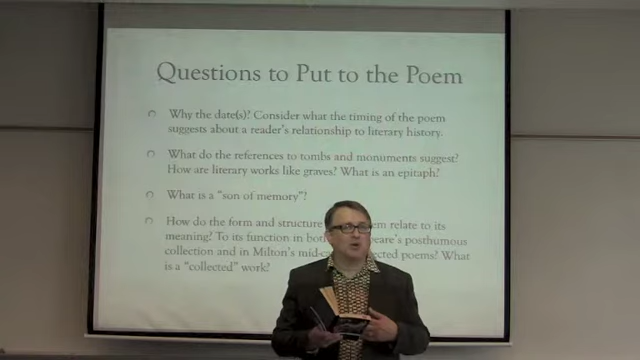 Questions to Put to the Poem
Why the date(s)? Consider what the timing of the poem
suggests about a reader's relationship to literary history.
What do the references to tombs and monuments suggest?
How are literary works like graves? What is an epitaph?
What is a "son of memory"?
How do the form and structure relate to its
meaning? To its function in both posthumous
collection and in Milton's poems? What
is a "collected" work?